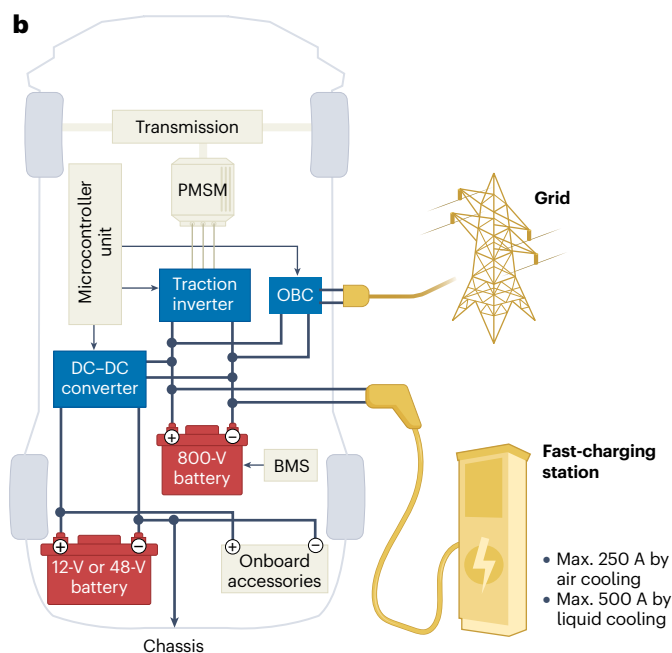 b
Transmission
PMSM
Microcontroller
unit
Grid
Traction
inverter
OBC
DC–DC
converter
+
−
800-V
battery
BMS
Fast-charging
station
+
−
12-V or 48-V
battery
+
−
Onboard
accessories
• Max. 250 A by
air cooling
• Max. 500 A by
liquid cooling
Chassis